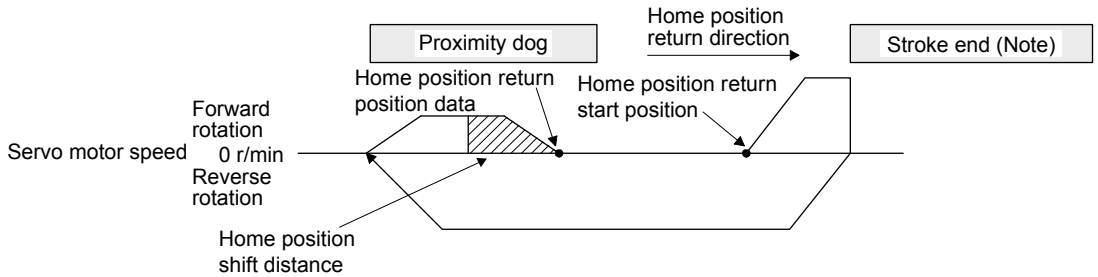 Proximity dog
Home position
return direction
Stroke end (Note)
Home position return
position data
Home position return
start position
Forward
rotation
Servo motor speed 0 r/min
Reverse
rotation
Home position
shift distance